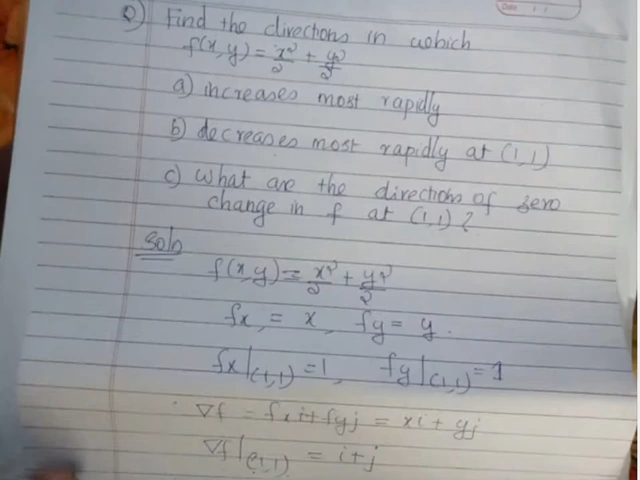 Q) Find the directions in which
f(x,y) = x²/2 + y²/2
a) increases most rapidly
b) decreases most rapidly at (1,1)
c) What are the directions of zero
change in f at (1,1)?
Soln
f(x,y) = x²/2 + y²/2
fx = x, fy = y.
fx|(1,1) = 1, fy|(1,1) = 1
∇f = fxi + fyj = xi + yj
∇f|(1,1) = i + j